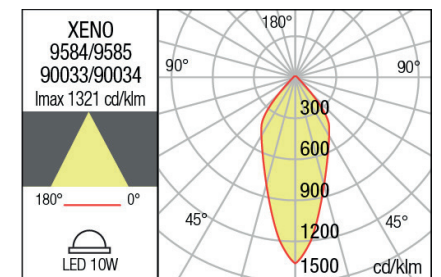 XENO
9584/9585
90033/90034
Imax 1321 cd/klm
180° 0°
LED 10W
180°
90° 90°
300
600
900
45° 45°
1200
1500 cd/klm